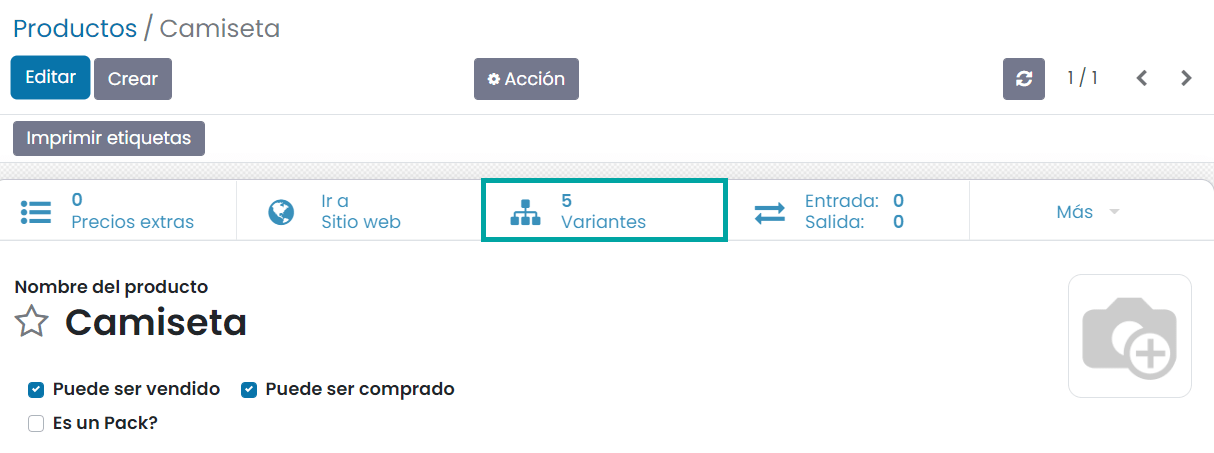 Productos / Camiseta
Editar Crear Acción 1 / 1
Imprimir etiquetas
0 Precios extras
Ir a Sitio web
5 Variantes
Entrada: 0
Salida: 0
Más
Nombre del producto
Camiseta
Puede ser vendido Puede ser comprado
Es un Pack?